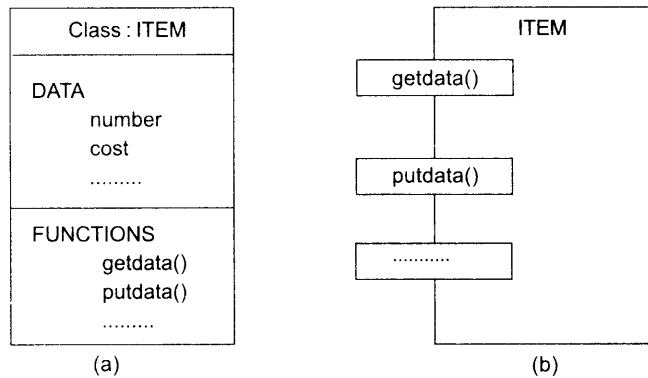 Class : ITEM
DATA
number
cost
.........
FUNCTIONS
getdata()
putdata()
.........
(a)
ITEM
getdata()
putdata()
...........
(b)